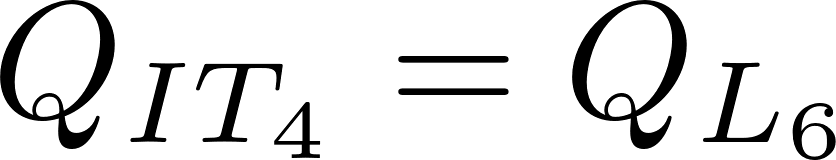 Q_{IT_4} = Q_{L_6}